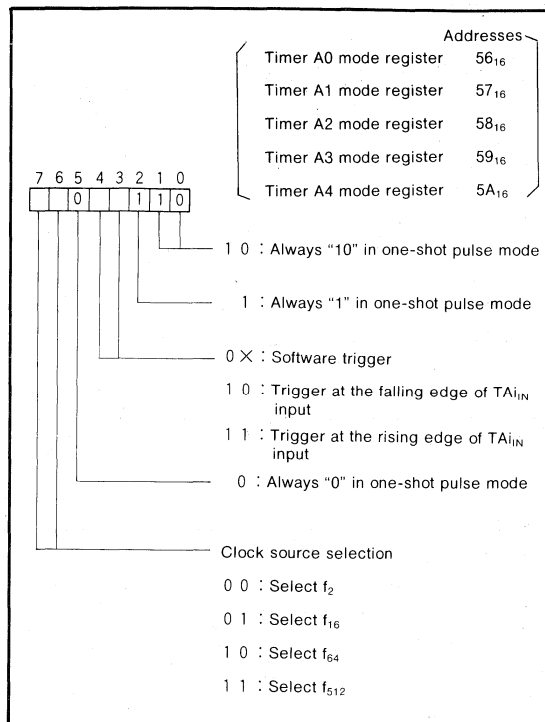 Addresses
Timer A0 mode register 56₁₆
Timer A1 mode register 57₁₆
Timer A2 mode register 58₁₆
Timer A3 mode register 59₁₆
Timer A4 mode register 5A₁₆
7 6 5 4 3 2 1 0
0 1 1 0
1 0 : Always “10” in one-shot pulse mode
1 : Always “1” in one-shot pulse mode
0 X : Software trigger
1 0 : Trigger at the falling edge of TAiIN
input
1 1 : Trigger at the rising edge of TAiIN
input
0 : Always “0” in one-shot pulse mode
Clock source selection
0 0 : Select f₂
0 1 : Select f₁₆
1 0 : Select f₆₄
1 1 : Select f₅₁₂